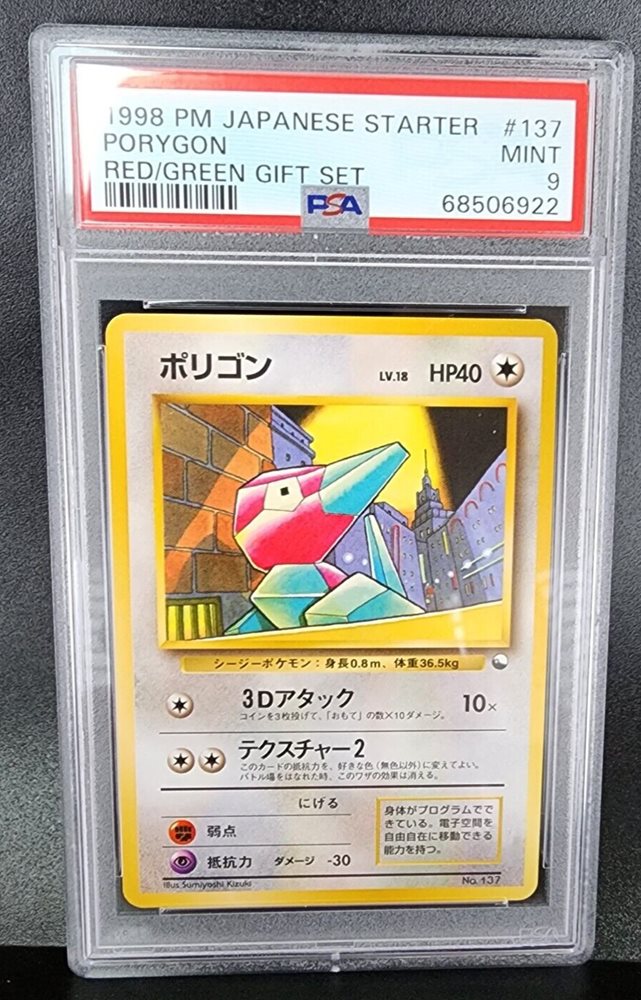 1998 PM JAPANESE STARTER #137
PORYGON MINT
RED/GREEN GIFT SET 9
PSA 68506922
ポリゴン LV.18 HP40
シージーポケモン：身長0.8m、体重36.5kg
3Dアタック 10×
コインを3枚投げて、「おもて」の数×10ダメージ。
テクスチャー2
このカードの抵抗力を、好きな色（無色以外）に変えてよい。
バトル場をはなれた時、このワザの効果は消える。
にげる
弱点
抵抗力 ダメージ -30
身体がプログラムでで
きている。電子空間を
自由自在に移動できる
能力を持つ。
Illus. Sumiyoshi Kizuki No.137
PSA